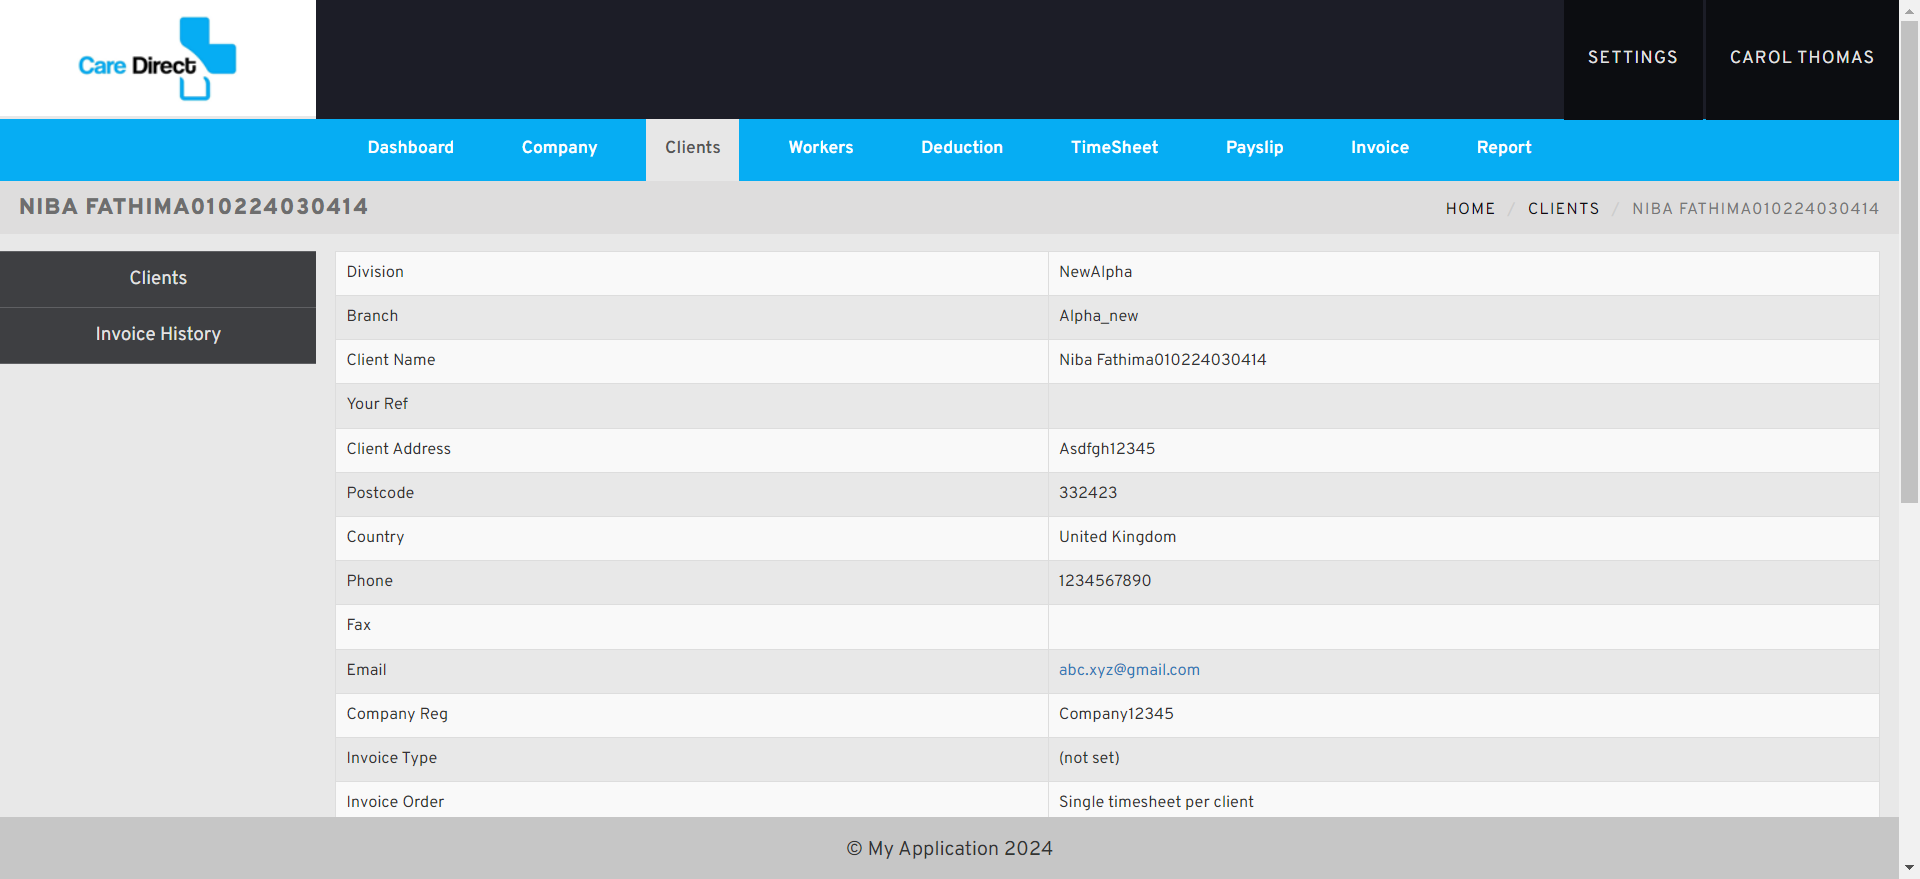 Care Direct
SETTINGS
CAROL THOMAS
Dashboard Company Clients Workers Deduction TimeSheet Payslip Invoice Report
NIBA FATHIMA010224030414
HOME / CLIENTS / NIBA FATHIMA010224030414
Clients
Invoice History
Division NewAlpha
Branch Alpha_new
Client Name Niba Fathima010224030414
Your Ref
Client Address Asdfgh12345
Postcode 332423
Country United Kingdom
Phone 1234567890
Fax
Email abc.xyz@gmail.com
Company Reg Company12345
Invoice Type (not set)
Invoice Order Single timesheet per client
© My Application 2024